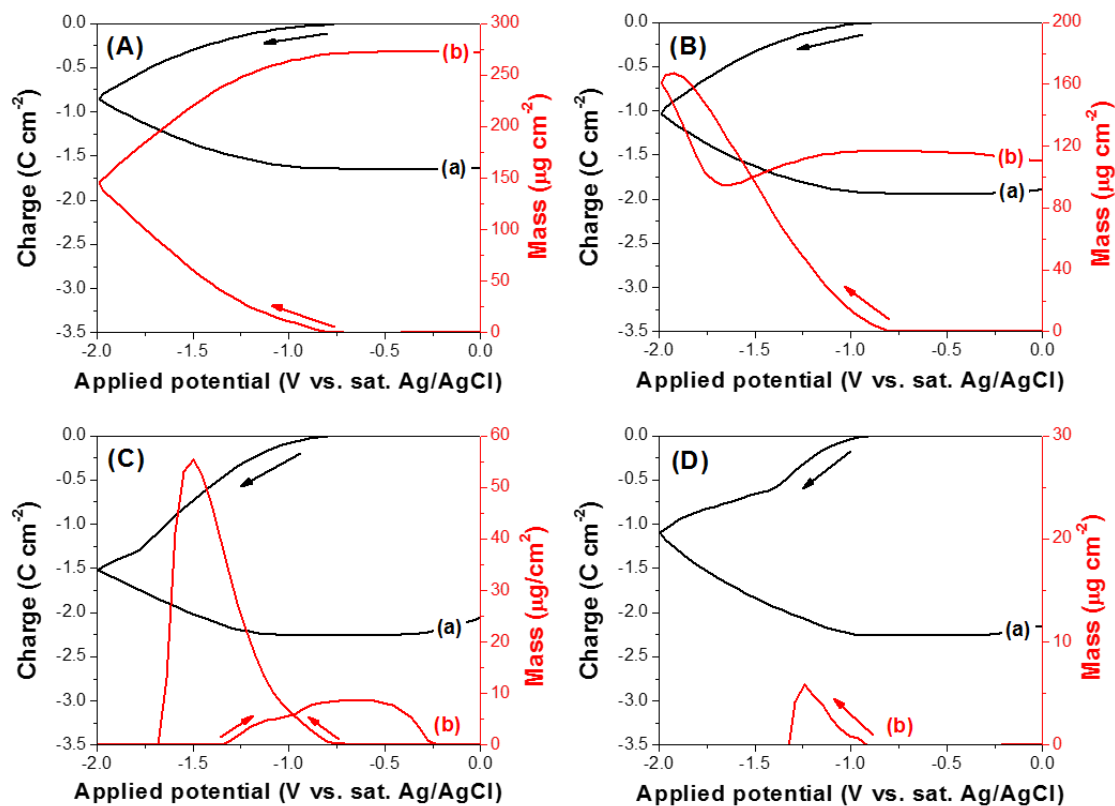 (A)
Charge (C cm-2)
0.0
-0.5
-1.0
-1.5
-2.0
-2.5
-3.0
-3.5
300
250
200
150
100
50
0
Mass (µg cm-2)
(b)
(a)
-2.0 -1.5 -1.0 -0.5 0.0
Applied potential (V vs. sat. Ag/AgCl)
(B)
Charge (C cm-2)
0.0
-0.5
-1.0
-1.5
-2.0
-2.5
-3.0
-3.5
200
160
120
80
40
0
Mass (µg cm-2)
(b)
(a)
-2.0 -1.5 -1.0 -0.5 0.0
Applied potential (V vs. sat. Ag/AgCl)
(C)
Charge (C cm-2)
0.0
-0.5
-1.0
-1.5
-2.0
-2.5
-3.0
-3.5
60
50
40
30
20
10
0
Mass (µg/cm2)
(a)
(b)
-2.0 -1.5 -1.0 -0.5 0.0
Applied potential (V vs. sat. Ag/AgCl)
(D)
Charge (C cm-2)
0.0
-0.5
-1.0
-1.5
-2.0
-2.5
-3.0
-3.5
30
20
10
0
Mass (µg cm-2)
(a)
(b)
-2.0 -1.5 -1.0 -0.5 0.0
Applied potential (V vs. sat. Ag/AgCl)